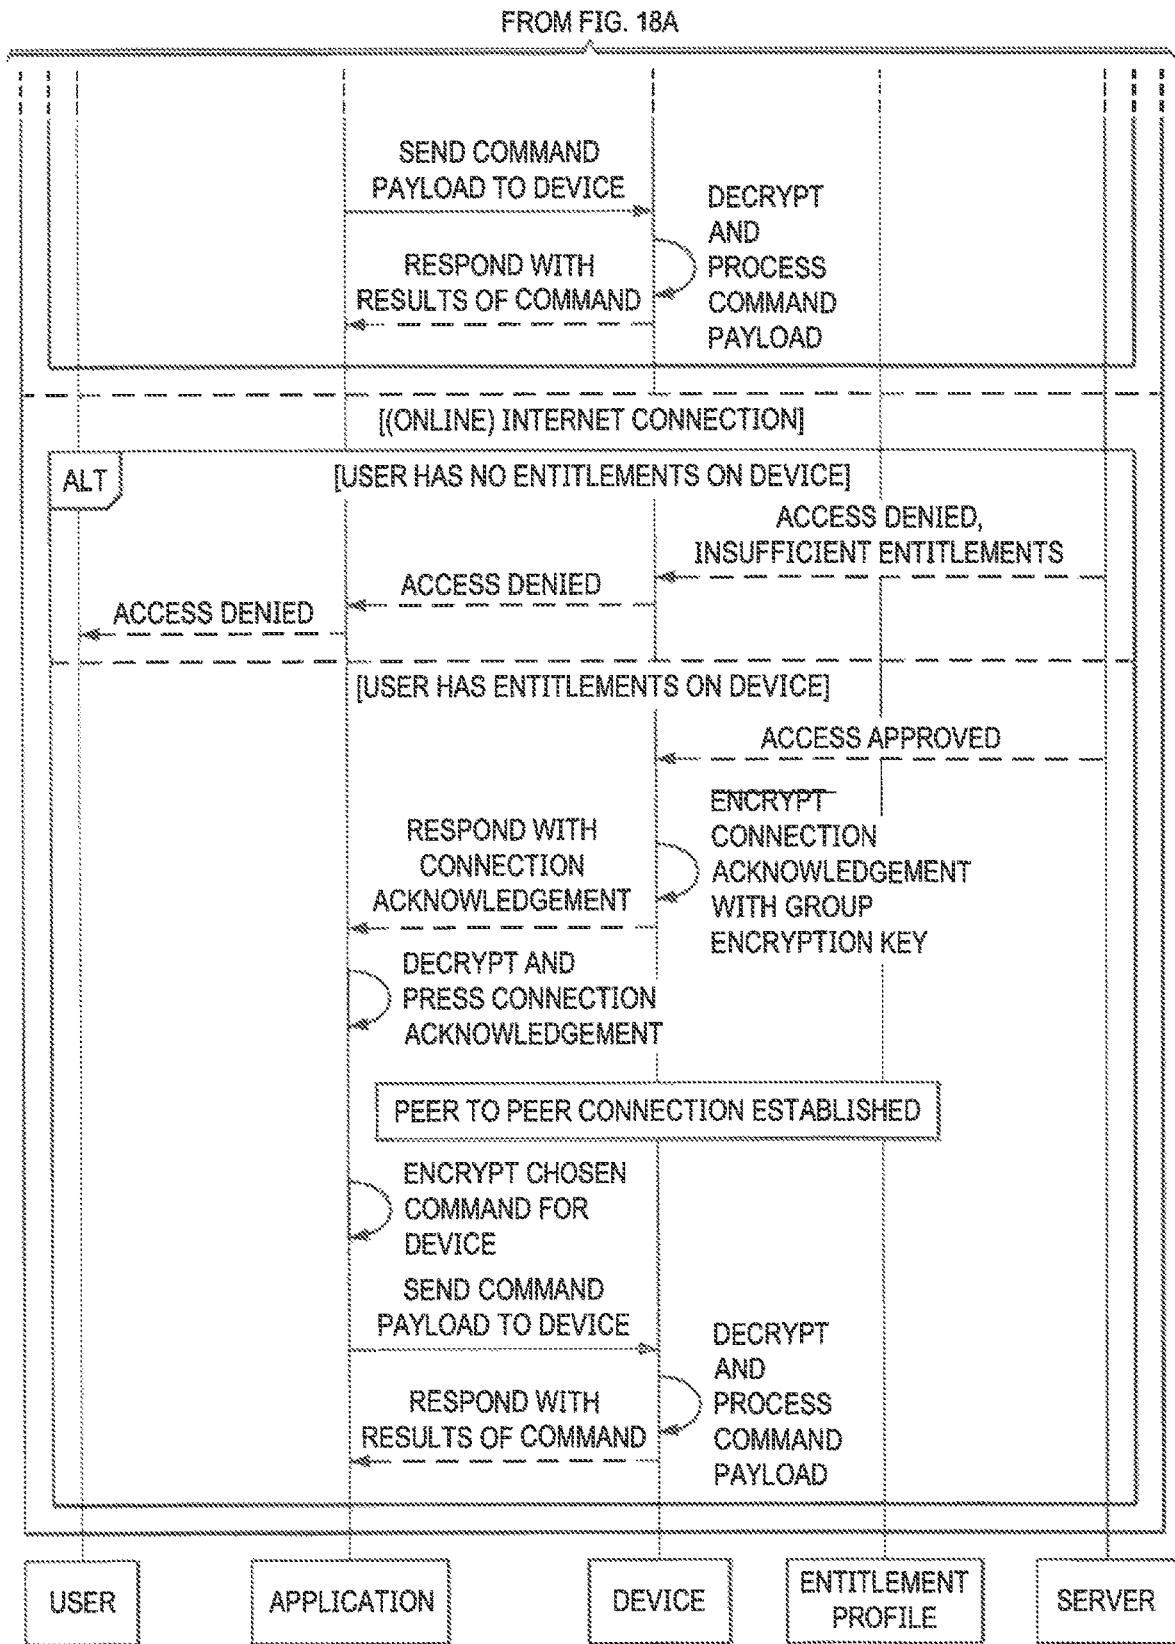 FROM FIG. 18A
SEND COMMAND
PAYLOAD TO DEVICE
DECRYPT
AND
PROCESS
COMMAND
PAYLOAD
RESPOND WITH
RESULTS OF COMMAND
[(ONLINE) INTERNET CONNECTION]
ALT
[USER HAS NO ENTITLEMENTS ON DEVICE]
ACCESS DENIED,
INSUFFICIENT ENTITLEMENTS
ACCESS DENIED
ACCESS DENIED
[USER HAS ENTITLEMENTS ON DEVICE]
ACCESS APPROVED
ENCRYPT
CONNECTION
ACKNOWLEDGEMENT
WITH GROUP
ENCRYPTION KEY
RESPOND WITH
CONNECTION
ACKNOWLEDGEMENT
DECRYPT AND
PRESS CONNECTION
ACKNOWLEDGEMENT
PEER TO PEER CONNECTION ESTABLISHED
ENCRYPT CHOSEN
COMMAND FOR
DEVICE
SEND COMMAND
PAYLOAD TO DEVICE
DECRYPT
AND
PROCESS
COMMAND
PAYLOAD
RESPOND WITH
RESULTS OF COMMAND
USER
APPLICATION
DEVICE
ENTITLEMENT
PROFILE
SERVER